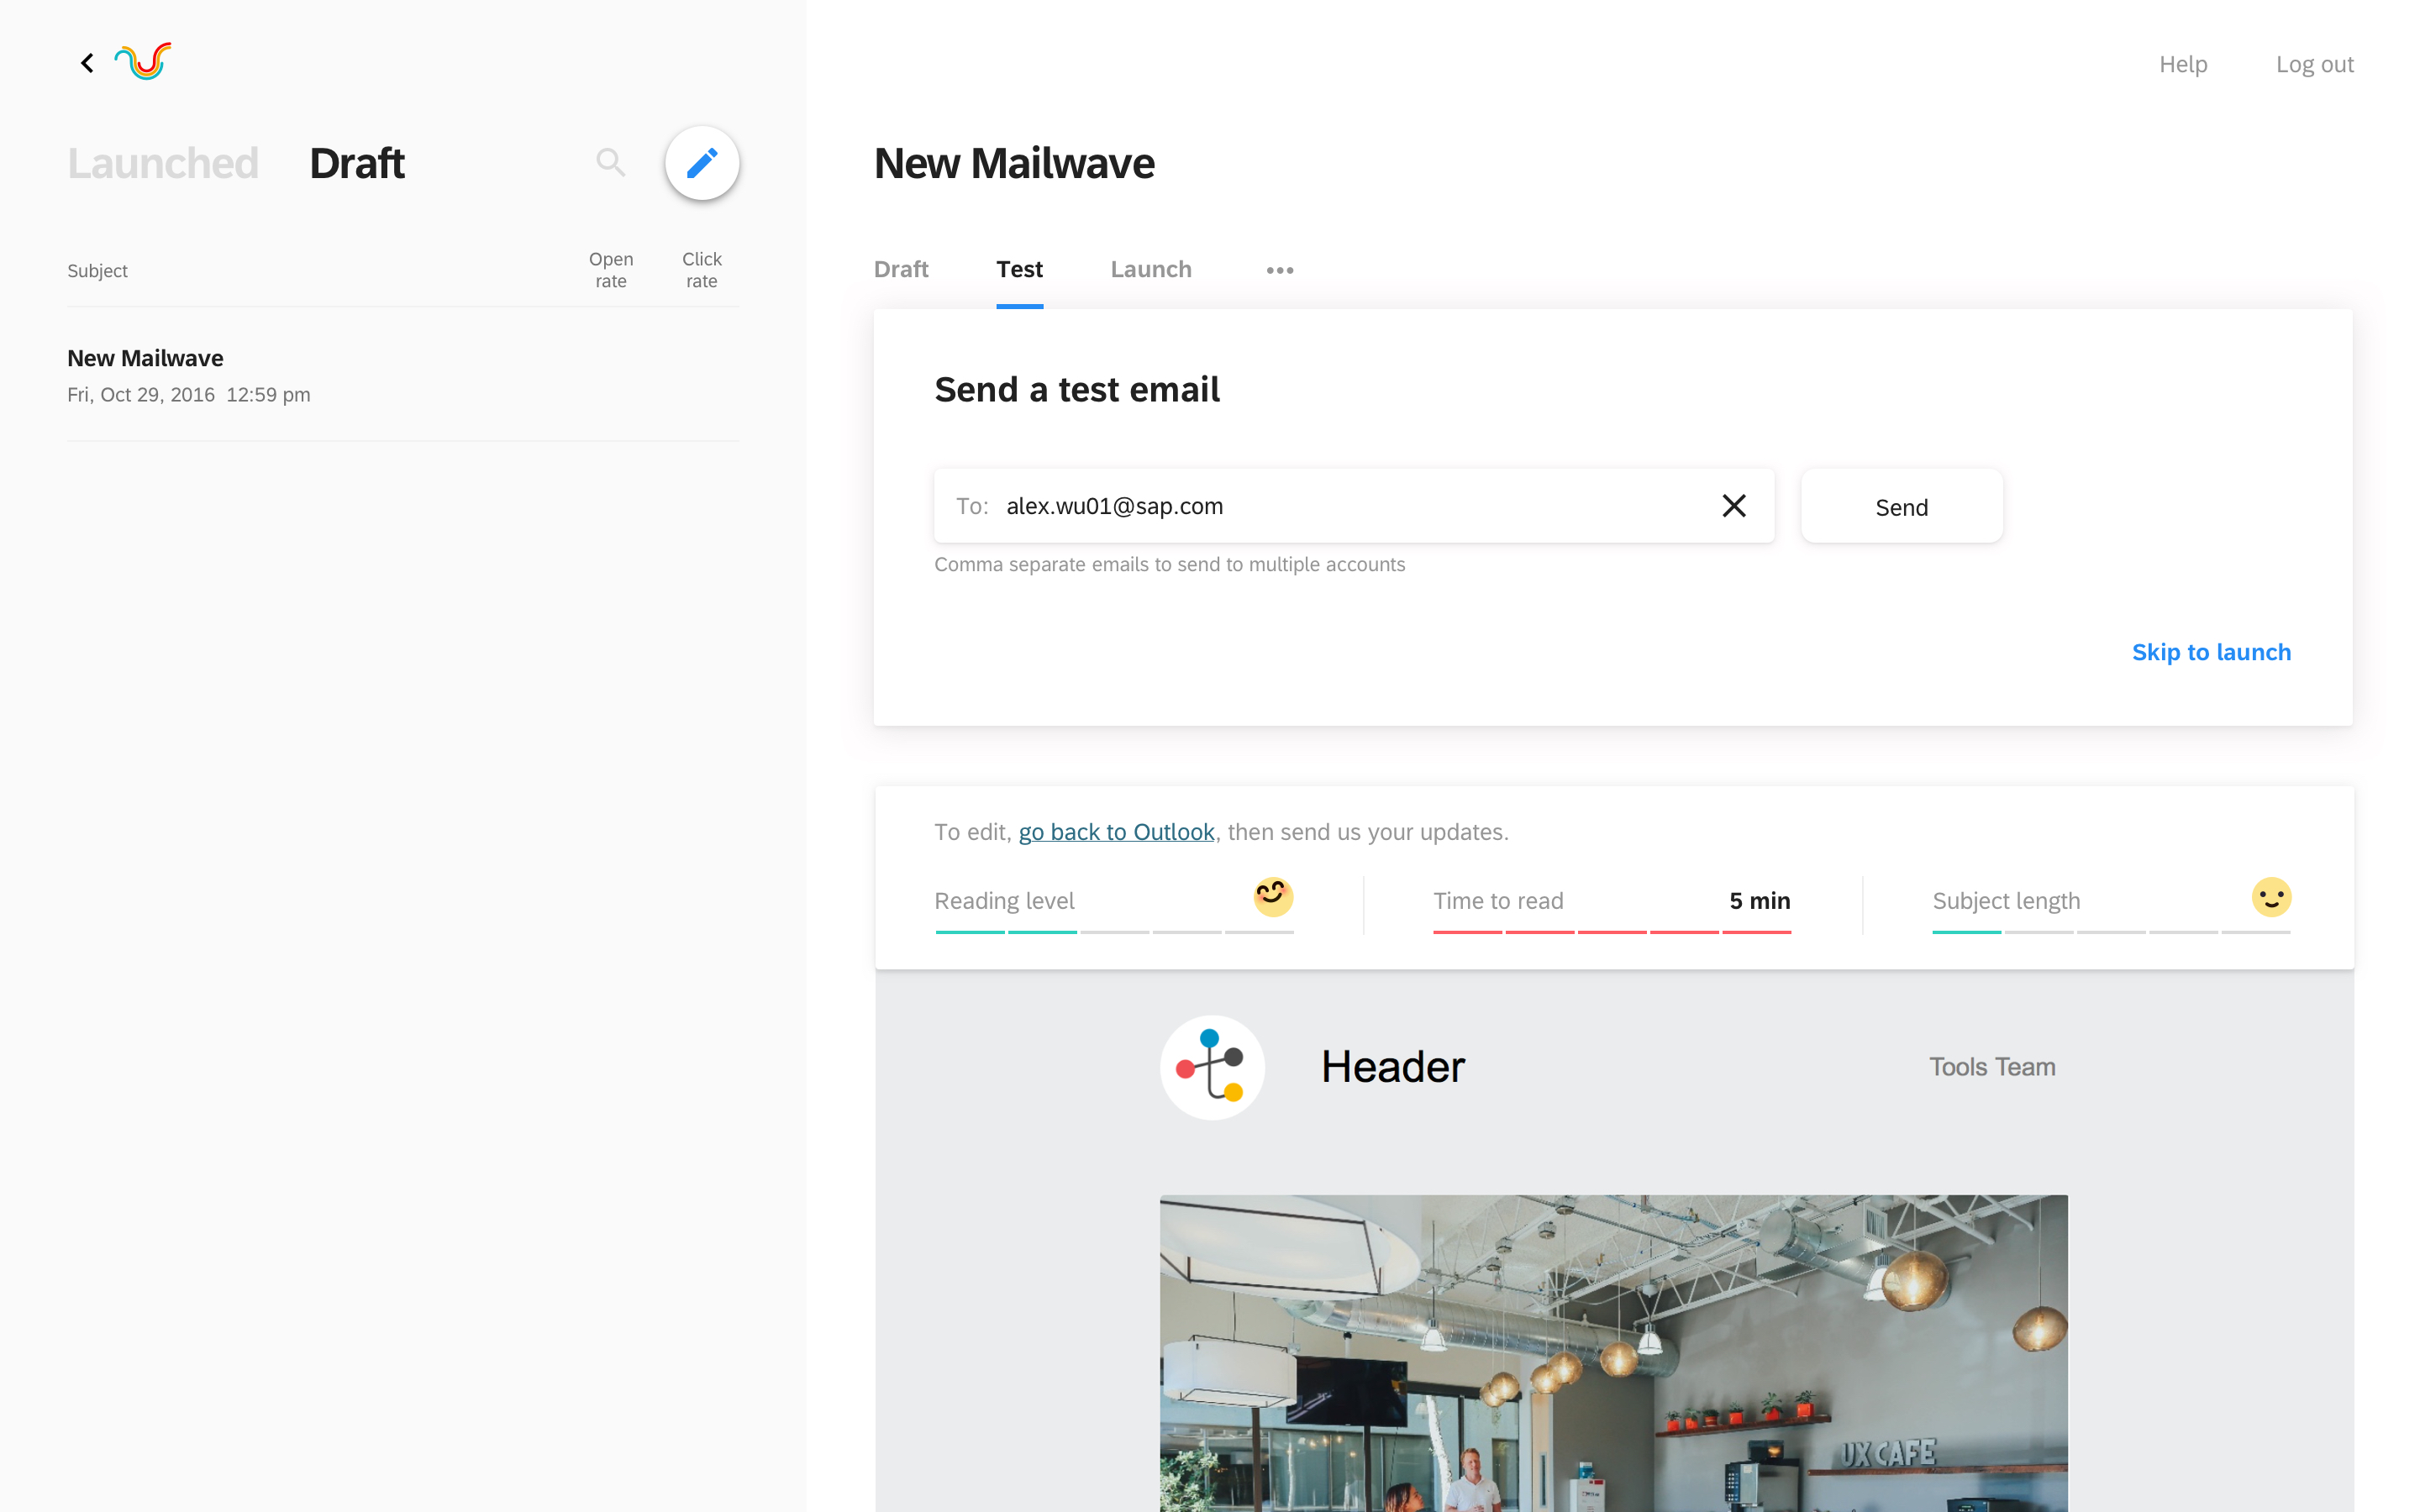 Help Log out
Launched Draft
New Mailwave
Subject Open rate Click rate
New Mailwave
Fri, Oct 29, 2016 12:59 pm
Draft Test Launch •••
Send a test email
To: alex.wu01@sap.com
Send
Comma separate emails to send to multiple accounts
Skip to launch
To edit, go back to Outlook, then send us your updates.
Reading level Time to read 5 min Subject length
Header Tools Team
UX CAFE